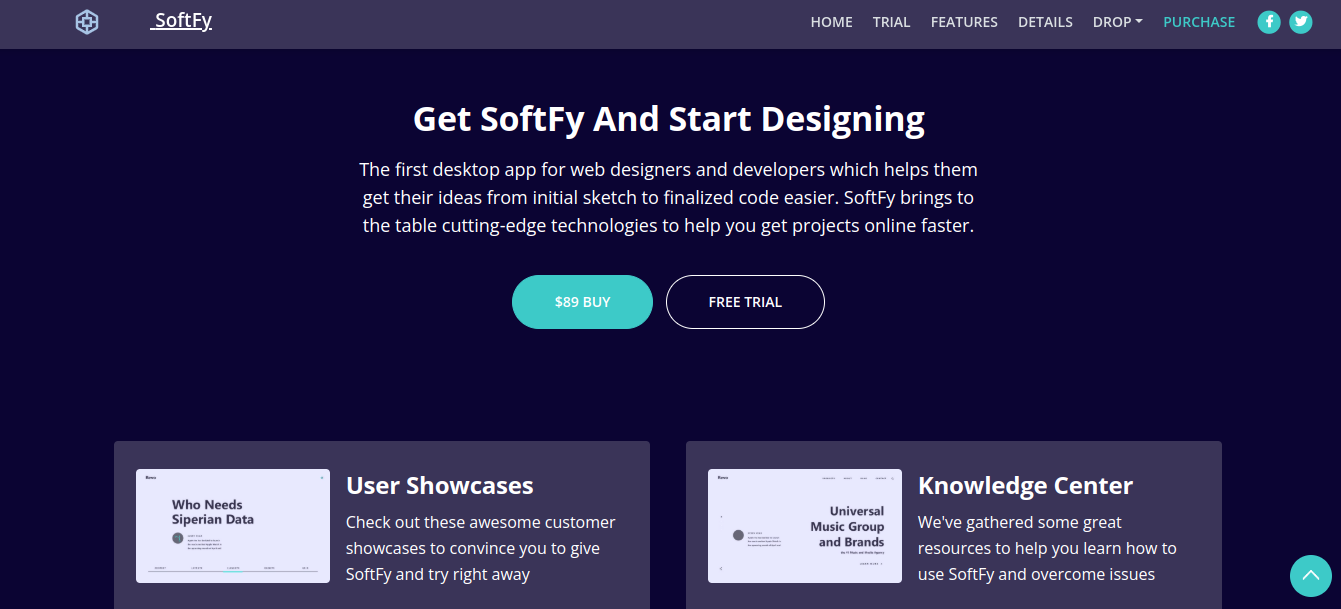 SoftFy
HOME TRIAL FEATURES DETAILS DROP PURCHASE
Get SoftFy And Start Designing
The first desktop app for web designers and developers which helps them
get their ideas from initial sketch to finalized code easier. SoftFy brings to
the table cutting-edge technologies to help you get projects online faster.
$89 BUY
FREE TRIAL
Who Needs
Siperian Data
User Showcases
Check out these awesome customer
showcases to convince you to give
SoftFy and try right away
Universal
Music Group
and Brands
Knowledge Center
We've gathered some great
resources to help you learn how to
use SoftFy and overcome issues